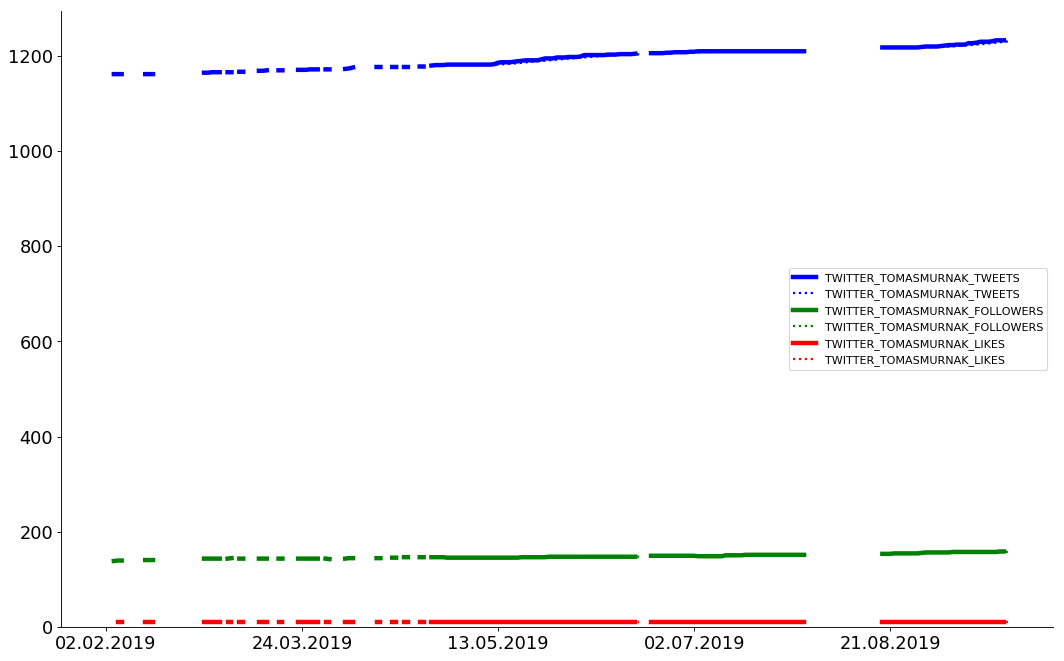 1200
1000
800
600
400
200
0
TWITTER_TOMASMURNAK_TWEETS
TWITTER_TOMASMURNAK_TWEETS
TWITTER_TOMASMURNAK_FOLLOWERS
TWITTER_TOMASMURNAK_FOLLOWERS
TWITTER_TOMASMURNAK_LIKES
TWITTER_TOMASMURNAK_LIKES
02.02.2019 24.03.2019 13.05.2019 02.07.2019 21.08.2019